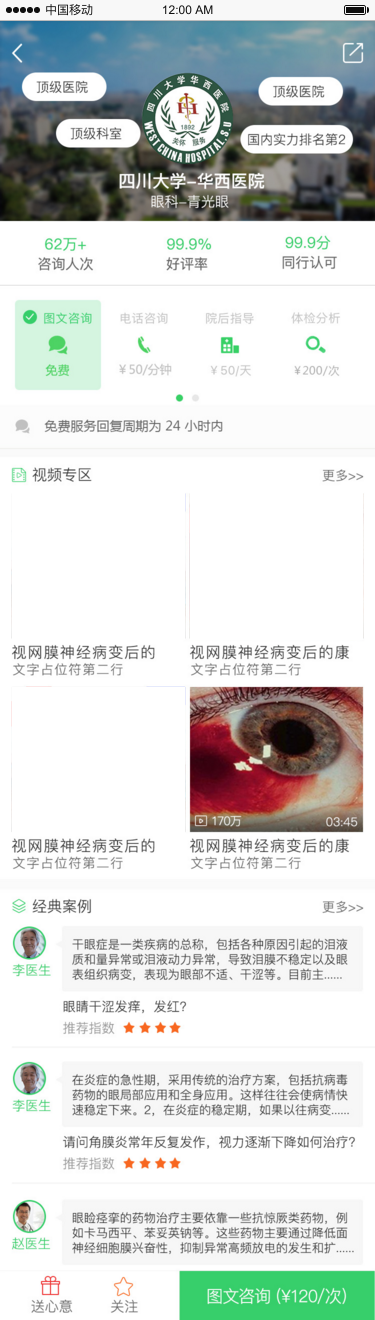 中国移动
12:00 AM
顶级医院
顶级医院
顶级科室
国内实力排名第2
四川大学华西医院
1892
关怀 服务
WEST CHINA HOSPITAL.S.U
四川大学-华西医院
眼科-青光眼
62万+
99.9%
99.9分
咨询人次
好评率
同行认可
图文咨询
电话咨询
院后指导
体检分析
免费
¥50/分钟
¥50/天
¥200/次
免费服务回复周期为 24 小时内
视频专区
更多>>
视网膜神经病变后的
文字占位符第二行
视网膜神经病变后的康
文字占位符第二行
170万
03:45
视网膜神经病变后的
文字占位符第二行
视网膜神经病变后的康
文字占位符第二行
经典案例
更多>>
李医生
干眼症是一类疾病的总称，包括各种原因引起的泪液
质和量异常或泪液动力异常，导致泪膜不稳定以及眼
表组织病变，表现为眼部不适、干涩等。目前主......
眼睛干涩发痒，发红?
推荐指数
李医生
在炎症的急性期，采用传统的治疗方案，包括抗病毒
药物的眼局部应用和全身应用。这样往往会使病情快
速稳定下来。2，在炎症的稳定期，如果以往病变......
请问角膜炎常年反复发作，视力逐渐下降如何治疗?
推荐指数
赵医生
眼睑痉挛的药物治疗主要依靠一些抗惊厥类药物，例
如卡马西平、苯妥英钠等。这些药物主要通过降低面
神经细胞膜兴奋性，抑制异常高频放电的发生和扩......
送心意
关注
图文咨询 (¥120/次)